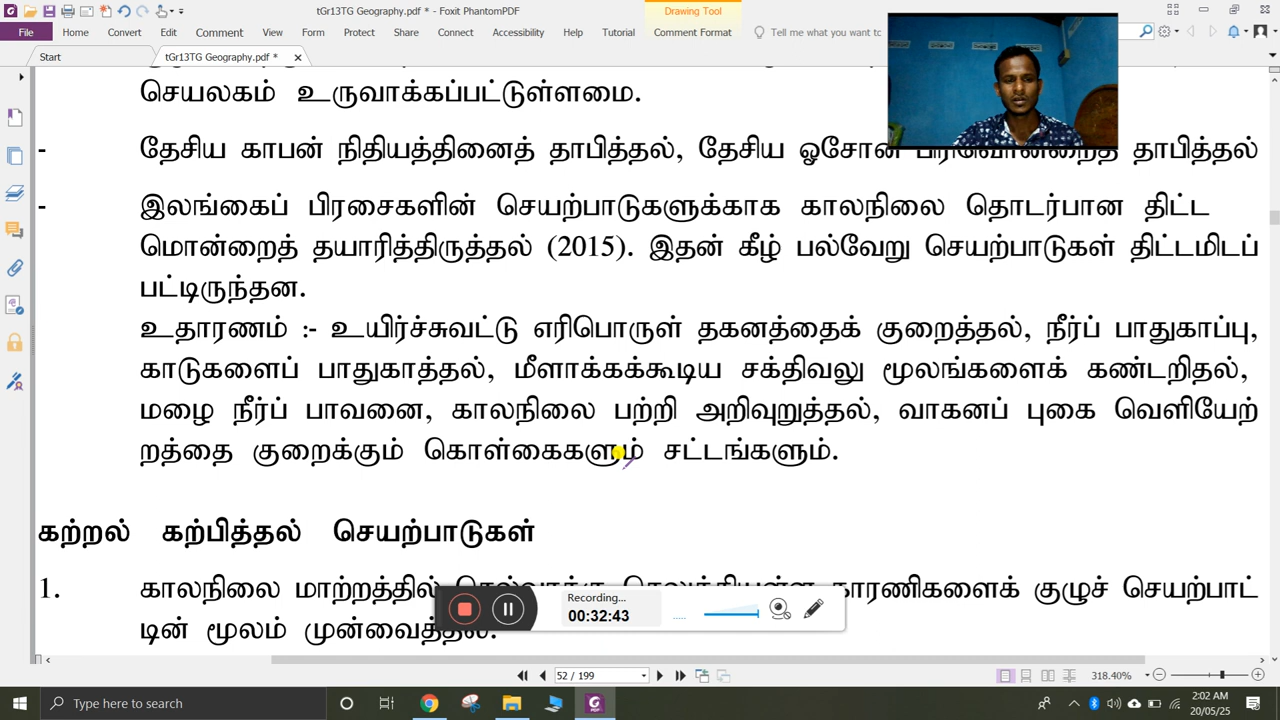 tGr13TG Geography.pdf * - Foxit PhantomPDF
Drawing Tool
File Home Convert Edit Comment View Form Protect Share Connect Accessibility Help Tutorial Comment Format Tell me what you want
Start tGr13TG Geography.pdf *
செயலகம் உருவாக்கப்பட்டுள்ளமை.
- தேசிய காபன் நிதியத்தினைத் தாபித்தல், தேசிய ஓசோன் தாபித்தல்
- இலங்கைப் பிரசைகளின் செயற்பாடுகளுக்காக காலநிலை தொடர்பான திட்ட
மொன்றைத் தயாரித்திருத்தல் (2015). இதன் கீழ் பல்வேறு செயற்பாடுகள் திட்டமிடப்
பட்டிருந்தன.
உதாரணம் :- உயிர்ச்சுவட்டு எரிபொருள் தகனத்தைக் குறைத்தல், நீர்ப் பாதுகாப்பு,
காடுகளைப் பாதுகாத்தல், மீளாக்கக்கூடிய சக்திவலு மூலங்களைக் கண்டறிதல்,
மழை நீர்ப் பாவனை, காலநிலை பற்றி அறிவுறுத்தல், வாகனப் புகை வெளியேற்
றத்தை குறைக்கும் கொள்கைகளும் சட்டங்களும்.
கற்றல் கற்பித்தல் செயற்பாடுகள்
1. காலநிலை மாற்றத்தில் காரணிகளைக் குழுச் செயற்பாட்
டின் மூலம் முன்வைத்தல்.
Recording...
00:32:43
52 / 199
318.40%
Type here to search
2:02 AM
20/05/25